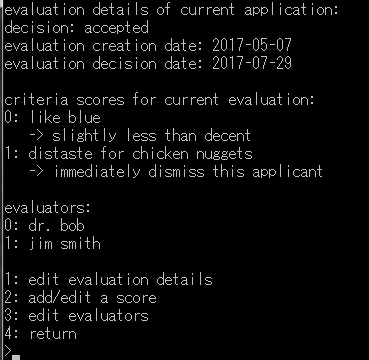 evaluation details of current application:
decision: accepted
evaluation creation date: 2017-05-07
evaluation decision date: 2017-07-29
criteria scores for current evaluation:
0: like blue
-> slightly less than decent
1: distaste for chicken nuggets
-> immediately dismiss this applicant
evaluators:
0: dr. bob
1: jim smith
1: edit evaluation details
2: add/edit a score
3: edit evaluators
4: return
>